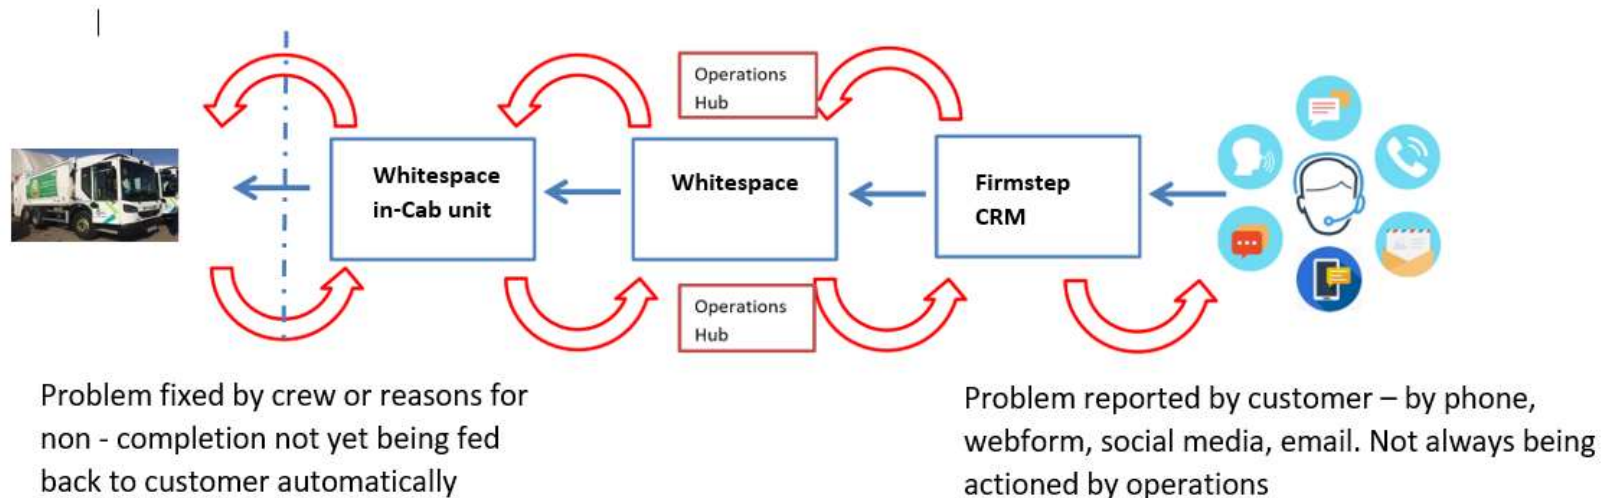 Operations
Hub
Whitespace
in-Cab unit
Whitespace
Firmstep
CRM
Operations
Hub
Problem fixed by crew or reasons for
non - completion not yet being fed
back to customer automatically
Problem reported by customer – by phone,
webform, social media, email. Not always being
actioned by operations